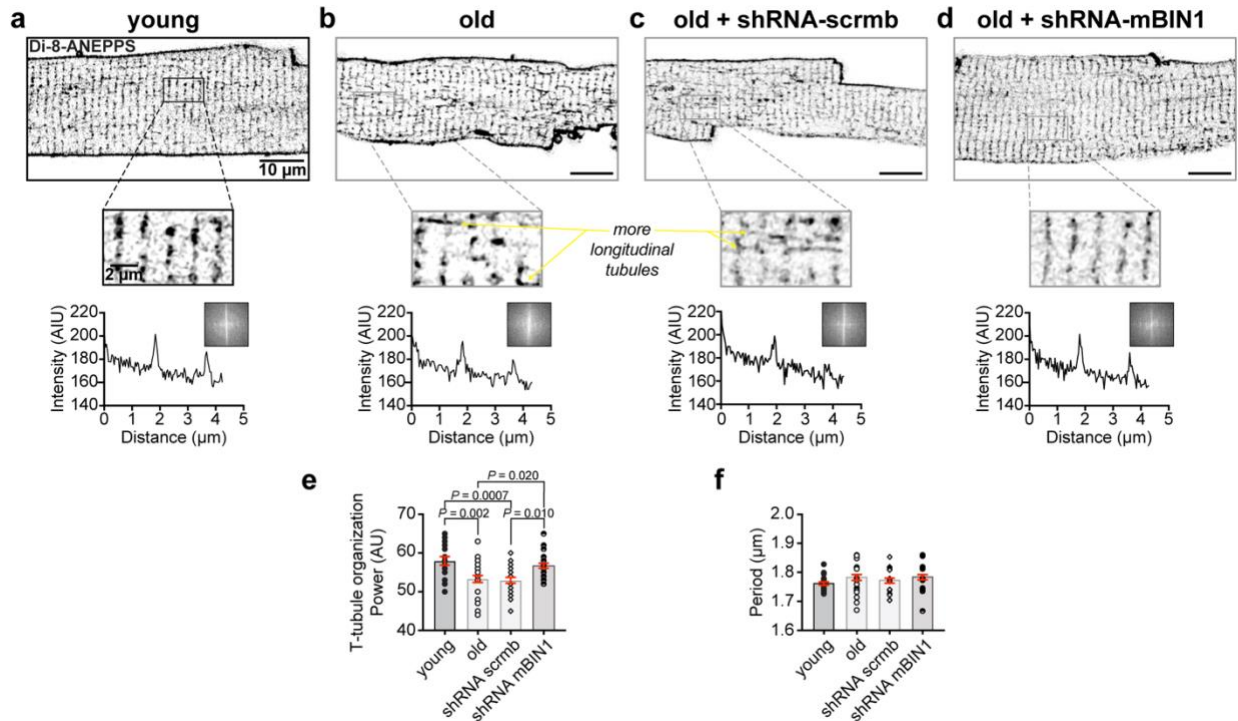 a young
b old
c old + shRNA-scrmb
d old + shRNA-mBIN1
Di-8-ANEPPS
10 µm
2 µm
more
longitudinal
tubules
Intensity (AIU)
220
200
180
160
140
0 1 2 3 4 5
Distance (µm)
Intensity (AIU)
220
200
180
160
140
0 1 2 3 4 5
Distance (µm)
Intensity (AIU)
220
200
180
160
140
0 1 2 3 4 5
Distance (µm)
Intensity (AIU)
220
200
180
160
140
0 1 2 3 4 5
Distance (µm)
e
T-tubule organization
Power (AU)
P = 0.020
P = 0.0007
P = 0.002
P = 0.010
70
60
50
40
young
old
shRNA scrmb
shRNA mBIN1
f
Period (µm)
2.0
1.9
1.8
1.7
1.6
young
old
shRNA scrmb
shRNA mBIN1